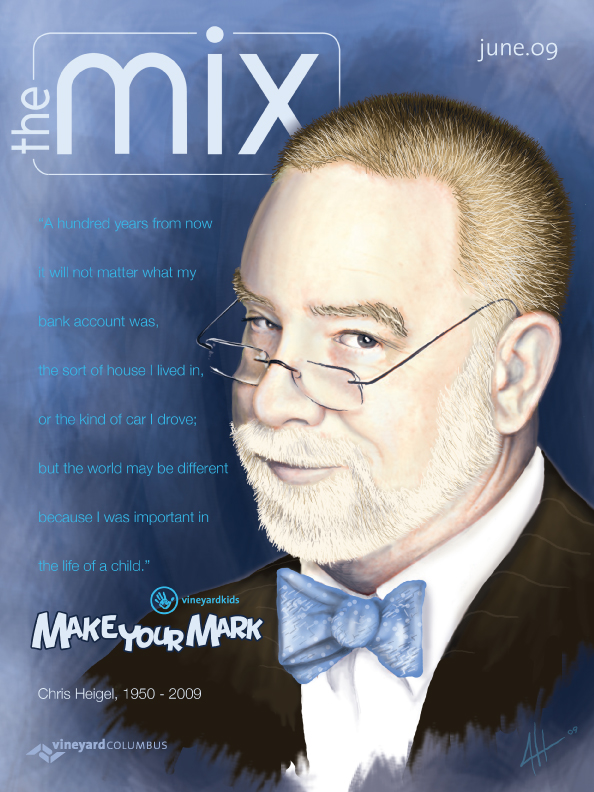 the mix
june.09
"A hundred years from now
it will not matter what my
bank account was,
the sort of house I lived in,
or the kind of car I drove;
but the world may be different
because I was important in
the life of a child."
vineyardkids
MAKE YOUR MARK
Chris Heigel, 1950 - 2009
vineyardCOLUMBUS
09